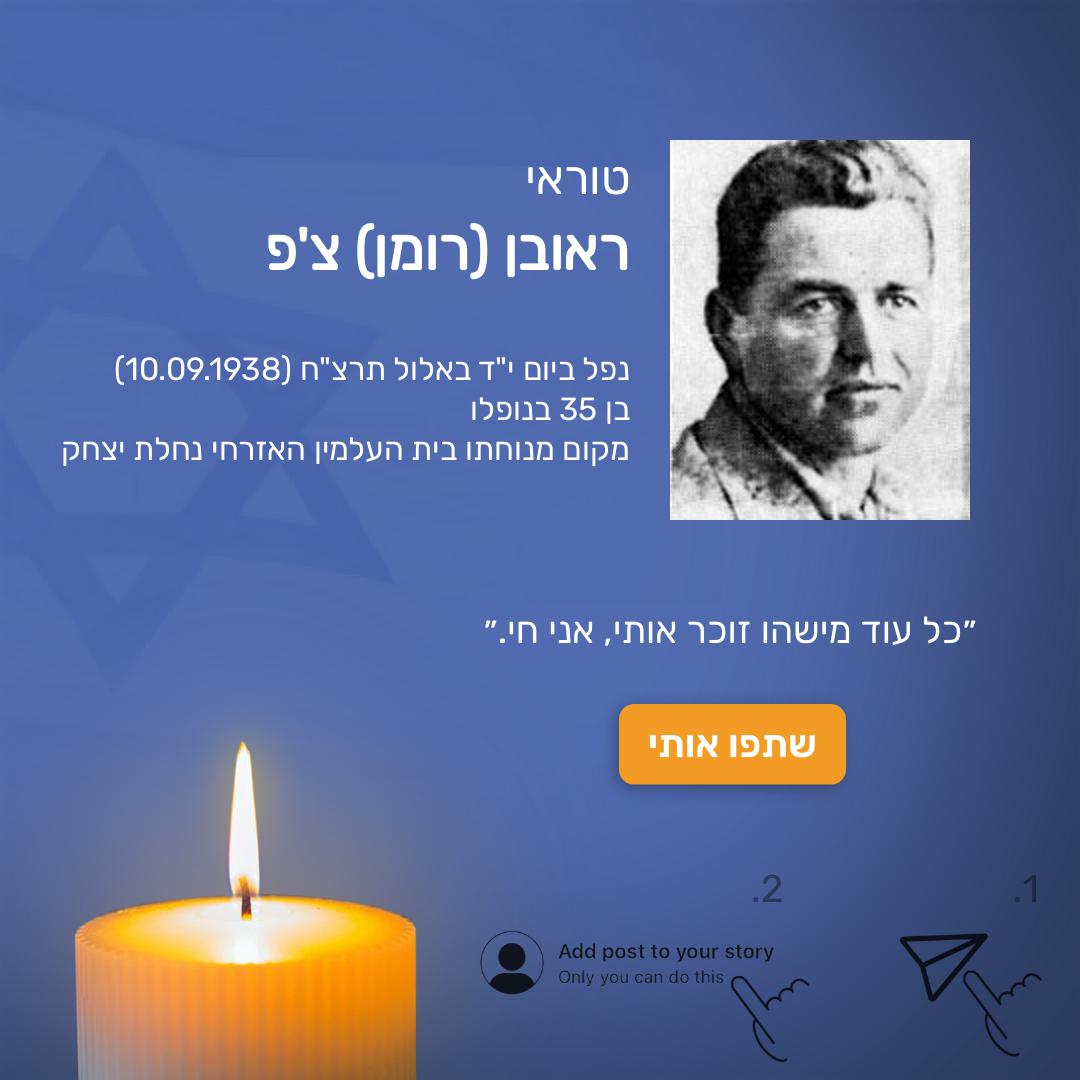 טוראי
ראובן (רומן) צ'פ
נפל ביום י"ד באלול תרצ"ח (10.09.1938)
בן 35 בנופלו
מקום מנוחתו בית העלמין האזרחי נחלת יצחק
״כל עוד מישהו זוכר אותי, אני חי.״
שתפו אותי
.1
.2
Add post to your story
Only you can do this